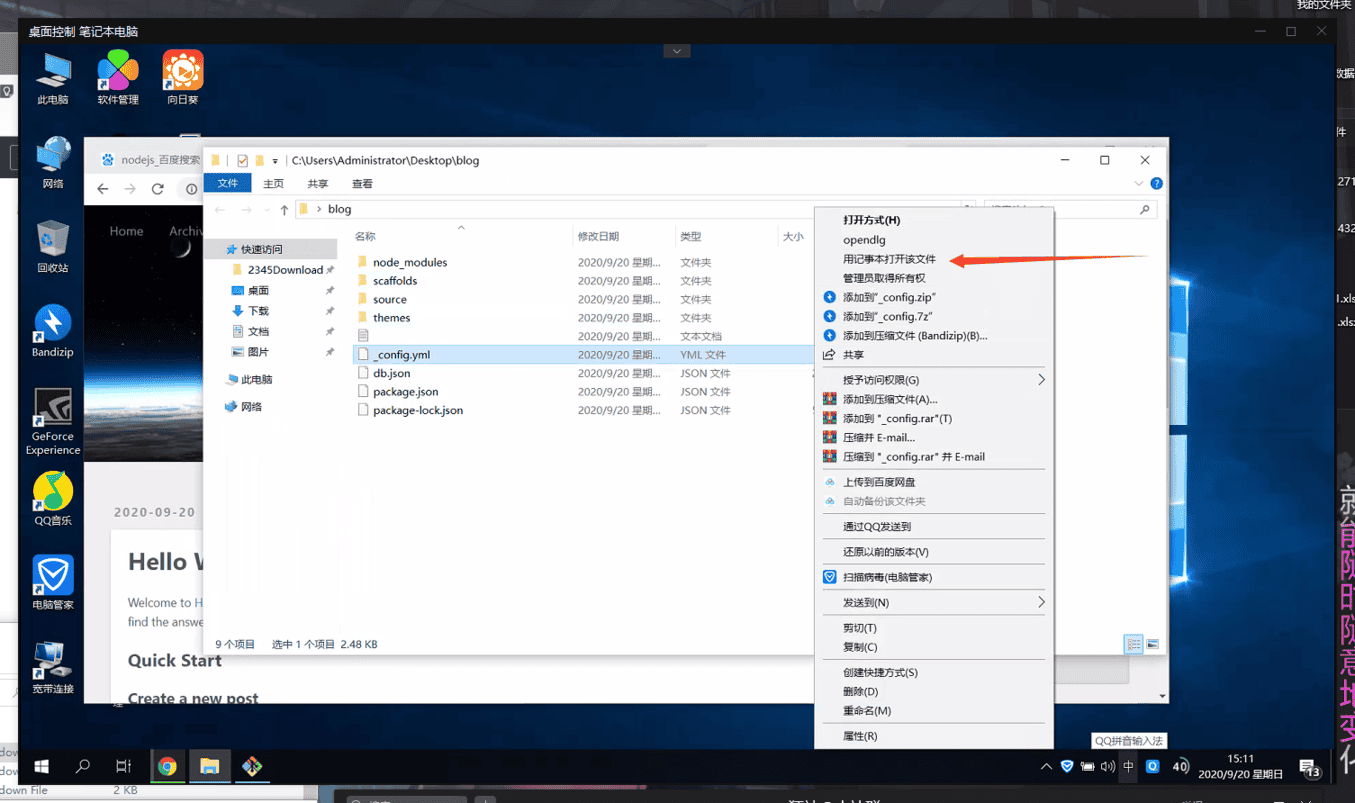 我的文件夹
桌面控制 笔记本电脑
此电脑
软件管理
向日葵
网络
回收站
Bandizip
GeForce
Experience
QQ音乐
电脑管家
宽带连接
nodejs_百度搜索
Home
Archiv
2020-09-20
Hello W
Welcome to H
find the answe
Quick Start
Create a new post
C:\Users\Administrator\Desktop\blog
文件 主页 共享 查看
blog
名称 修改日期 类型 大小
快速访问
2345Download
桌面
下载
文档
图片
此电脑
网络
node_modules 2020/9/20 星期... 文件夹
scaffolds 2020/9/20 星期... 文件夹
source 2020/9/20 星期... 文件夹
themes 2020/9/20 星期... 文件夹
2020/9/20 星期... 文本文档
_config.yml 2020/9/20 星期... YML 文件
db.json 2020/9/20 星期... JSON 文件
package.json 2020/9/20 星期... JSON 文件
package-lock.json 2020/9/20 星期... JSON 文件
9 个项目 选中 1 个项目 2.48 KB
打开方式(H)
opendlg
用记事本打开该文件
管理员取得所有权
添加到"_config.zip"
添加到"_config.7z"
添加到压缩文件 (Bandizip)(B)...
共享
授予访问权限(G)
添加到压缩文件(A)...
添加到 "_config.rar"(T)
压缩并 E-mail...
压缩到 "_config.rar" 并 E-mail
上传到百度网盘
自动备份该文件夹
通过QQ发送到
还原以前的版本(V)
扫描病毒(电脑管家)
发送到(N)
剪切(T)
复制(C)
创建快捷方式(S)
删除(D)
重命名(M)
属性(R)
QQ拼音输入法
中
40
15:11
2020/9/20 星期日
13
数据
件
271
432
.xls
.xls
就能随时随意地变化
down File
2 KB